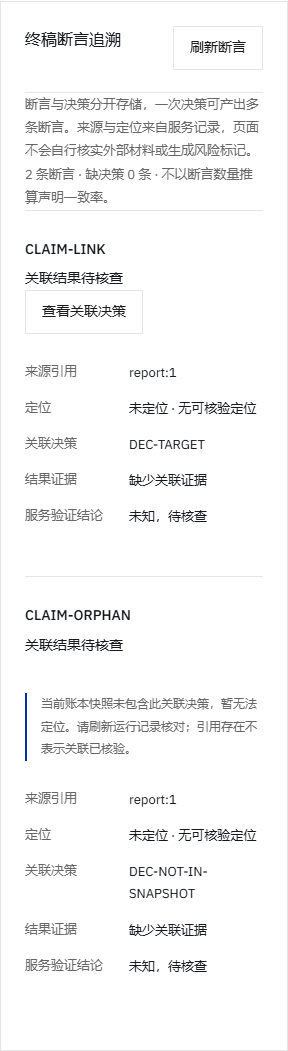 终稿断言追溯
刷新断言
断言与决策分开存储，一次决策可产出多
条断言。来源与定位来自服务记录，页面
不会自行核实外部材料或生成风险标记。
2 条断言 · 缺决策 0 条 · 不以断言数量推
算声明一致率。
CLAIM-LINK
关联结果待核查
查看关联决策
来源引用 report:1
定位 未定位 · 无可核验定位
关联决策 DEC-TARGET
结果证据 缺少关联证据
服务验证结论 未知，待核查
CLAIM-ORPHAN
关联结果待核查
当前账本快照未包含此关联决策，暂无法
定位。请刷新运行记录核对；引用存在不
表示关联已核验。
来源引用 report:1
定位 未定位 · 无可核验定位
关联决策 DEC-NOT-IN-
SNAPSHOT
结果证据 缺少关联证据
服务验证结论 未知，待核查